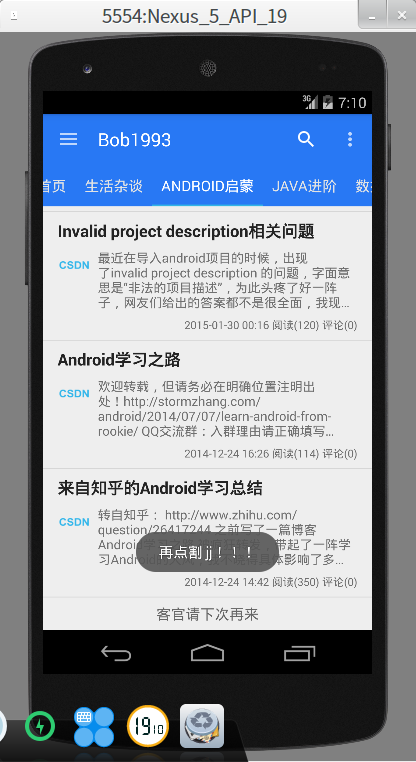 5554:Nexus_5_API_19
3G 7:10
Bob1993
首页 生活杂谈 ANDROID启蒙 JAVA进阶
Invalid project description相关问题
CSDN
最近在导入android项目的时候，出现
了invalid project description 的问题，字面意
思是“非法的项目描述”，为此头疼了好一阵
子，网友们给出的答案都不是很全面，我现...
2015-01-30 00:16 阅读(120) 评论(0)
Android学习之路
CSDN
欢迎转载，但请务必在明确位置注明出
处！http://stormzhang.com/
android/2014/07/07/learn-android-from-
rookie/ QQ交流群：入群理由请正确填写...
2014-12-24 16:26 阅读(114) 评论(0)
来自知乎的Android学习总结
CSDN
转自知乎： http://www.zhihu.com/
question/26417244 之前写了一篇博客
Android 带起了一阵学
习Android 体影响了多...
再点割 jj！！！
2014-12-24 14:42 阅读(350) 评论(0)
客官请下次再来
19 10